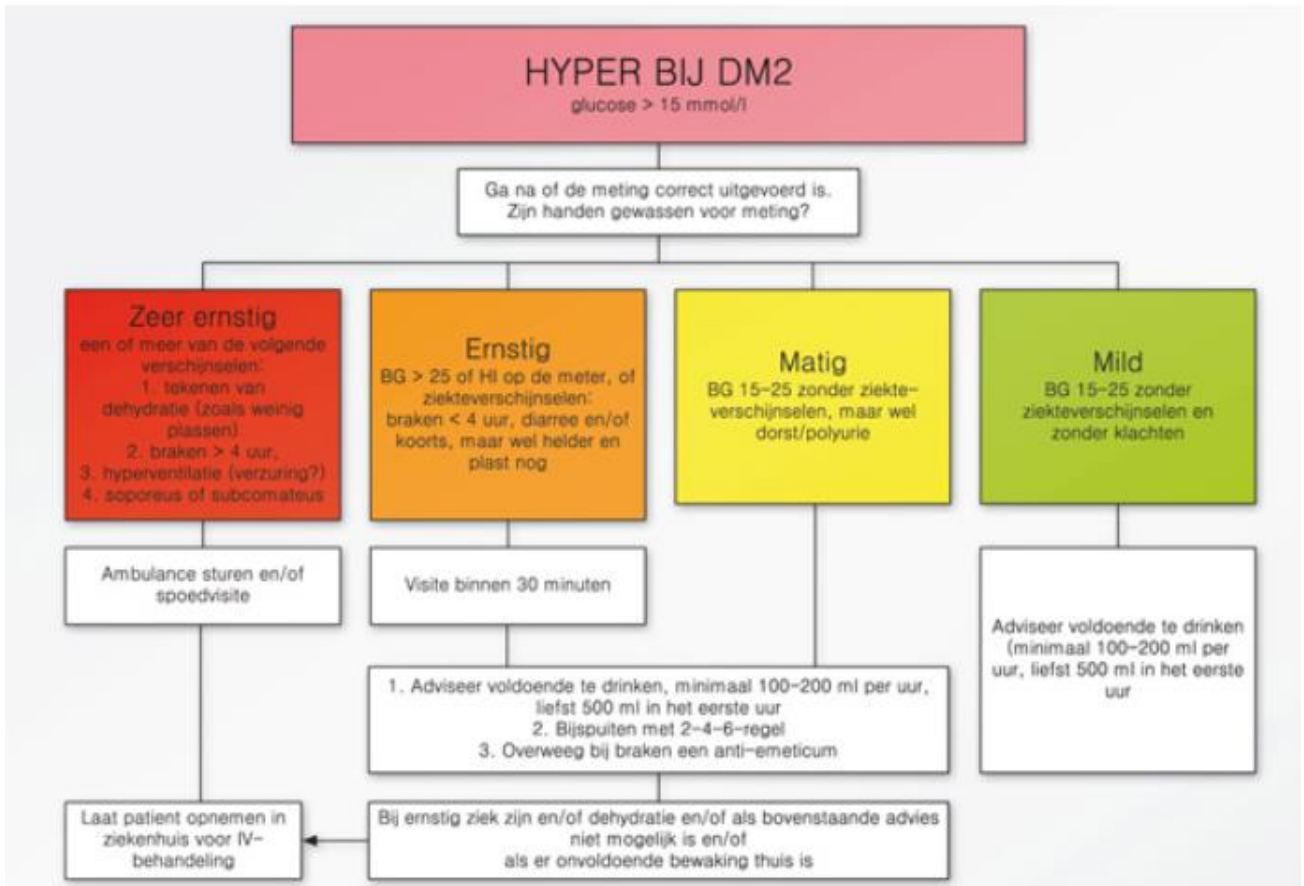 HYPER BIJ DM2
glucose > 15 mmol/l
Ga na of de meting correct uitgevoerd is.
Zijn handen gewassen voor meting?
Zeer ernstig
een of meer van de volgende
verschijnselen:
1. tekenen van
dehydratie (zoals weinig
plassen)
2. braken > 4 uur,
3. hyperventilatie (verzuring?)
4. soporeus of subcomateus
Ernstig
BG > 25 of HI op de meter, of
ziekteverschijnselen:
braken < 4 uur, diarree en/of
koorts, maar wel helder en
plast nog
Matig
BG 15-25 zonder ziekte-
verschijnselen, maar wel
dorst/polyurie
Mild
BG 15-25 zonder
ziekteverschijnselen en
zonder klachten
Ambulance sturen en/of
spoedvisite
Visite binnen 30 minuten
Adviseer voldoende te drinken
(minimaal 100-200 ml per
uur, liefst 500 ml in het eerste
uur
1. Adviseer voldoende te drinken, minimaal 100-200 ml per uur,
liefst 500 ml in het eerste uur
2. Bijspuiten met 2-4-6-regel
3. Overweeg bij braken een anti-emeticum
Laat patient opnemen in
ziekenhuis voor IV-
behandeling
Bij ernstig ziek zijn en/of dehydratie en/of als bovenstaande advies
niet mogelijk is en/of
als er onvoldoende bewaking thuis is